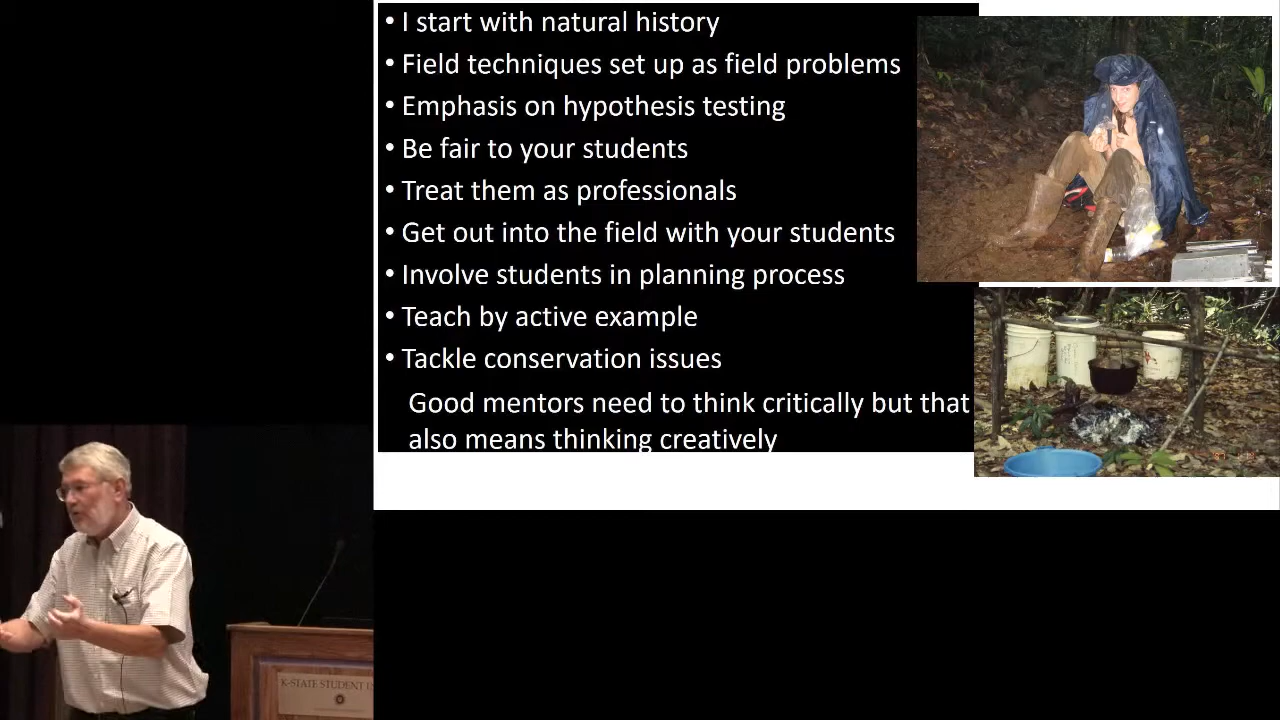 • I start with natural history
• Field techniques set up as field problems
• Emphasis on hypothesis testing
• Be fair to your students
• Treat them as professionals
• Get out into the field with your students
• Involve students in planning process
• Teach by active example
• Tackle conservation issues
Good mentors need to think critically but that
also means thinking creatively
K-STATE STUDENT